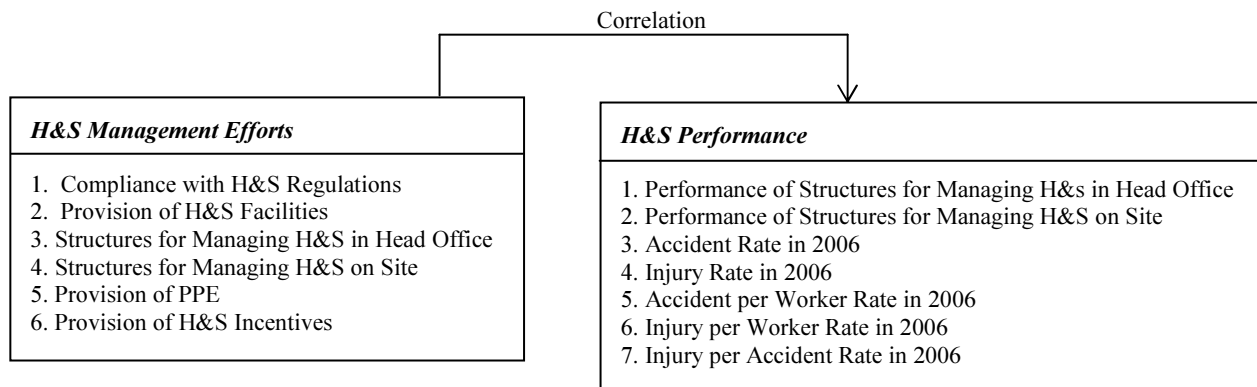 Correlation
H&S Management Efforts
1. Compliance with H&S Regulations
2. Provision of H&S Facilities
3. Structures for Managing H&S in Head Office
4. Structures for Managing H&S on Site
5. Provision of PPE
6. Provision of H&S Incentives
H&S Performance
1. Performance of Structures for Managing H&s in Head Office
2. Performance of Structures for Managing H&S on Site
3. Accident Rate in 2006
4. Injury Rate in 2006
5. Accident per Worker Rate in 2006
6. Injury per Worker Rate in 2006
7. Injury per Accident Rate in 2006